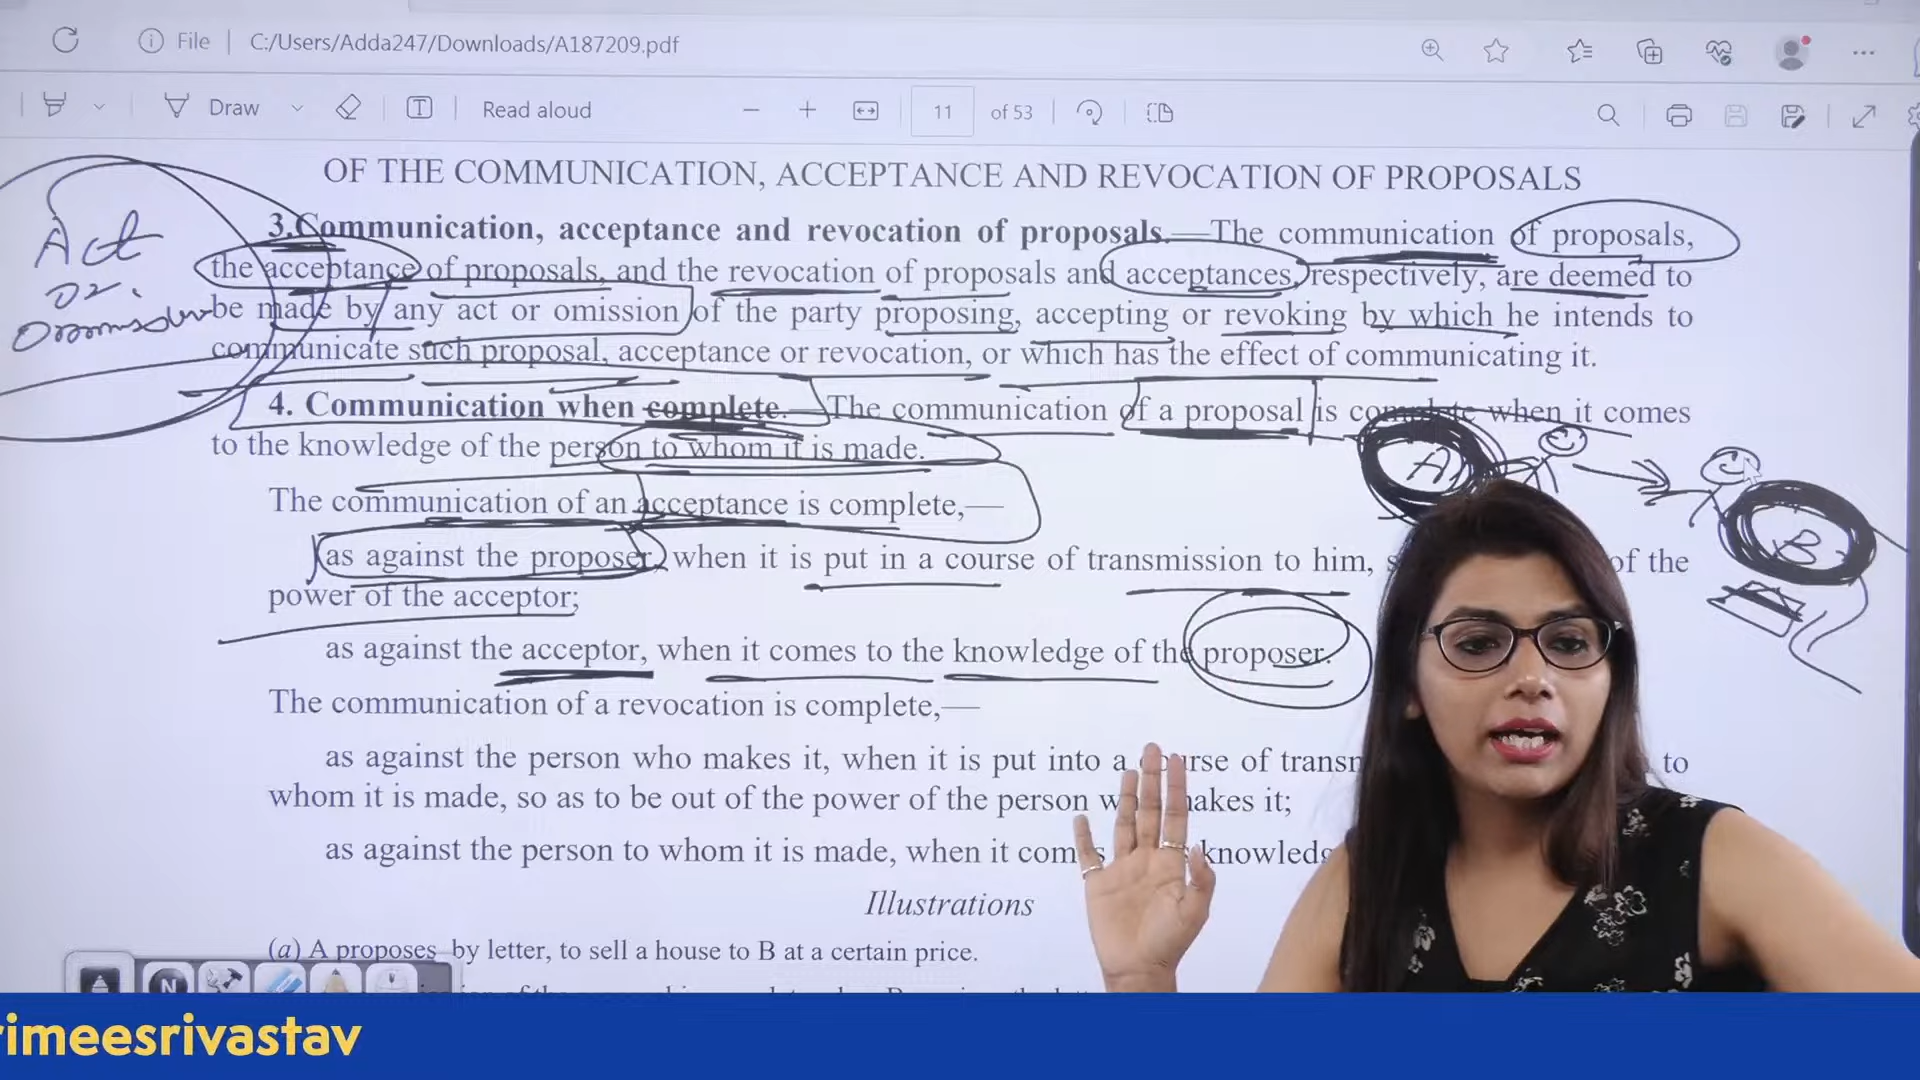 File C:/Users/Adda247/Downloads/A187209.pdf
Draw Read aloud 11 of 53
OF THE COMMUNICATION, ACCEPTANCE AND REVOCATION OF PROPOSALS
3.Communication, acceptance and revocation of proposals.—The communication of proposals,
the acceptance of proposals, and the revocation of proposals and acceptances, respectively, are deemed to
be made by any act or omission of the party proposing, accepting or revoking by which he intends to
communicate such proposal, acceptance or revocation, or which has the effect of communicating it.
Act
or
4. Communication when complete.—The communication of a proposal is complete when it comes
to the knowledge of the person to whom it is made.
A
B
The communication of an acceptance is complete,—
as against the proposer, when it is put in a course of transmission to him, of the
power of the acceptor;
as against the acceptor, when it comes to the knowledge of the proposer.
The communication of a revocation is complete,—
as against the person who makes it, when it is put into a course of to
whom it is made, so as to be out of the power of the person makes it;
as against the person to whom it is made, when it
Illustrations
(a) A proposes by letter, to sell a house to B at a certain price.
N
rimeesrivastav